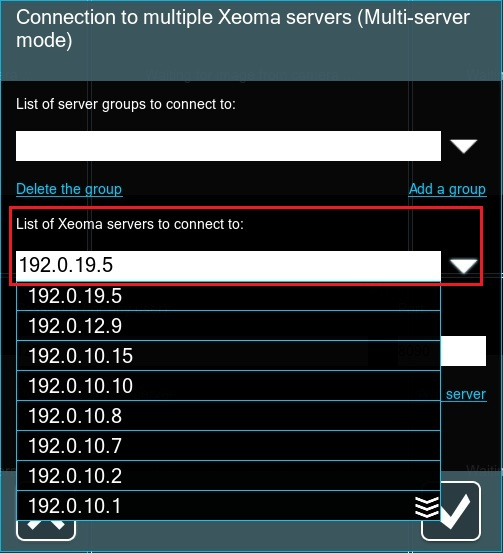 Connection to multiple Xeoma servers (Multi-server
mode)
List of server groups to connect to:
Delete the group Add a group
List of Xeoma servers to connect to:
192.0.19.5
192.0.19.5
192.0.12.9
192.0.10.15
192.0.10.10
192.0.10.8
server
192.0.10.7
192.0.10.2
192.0.10.1